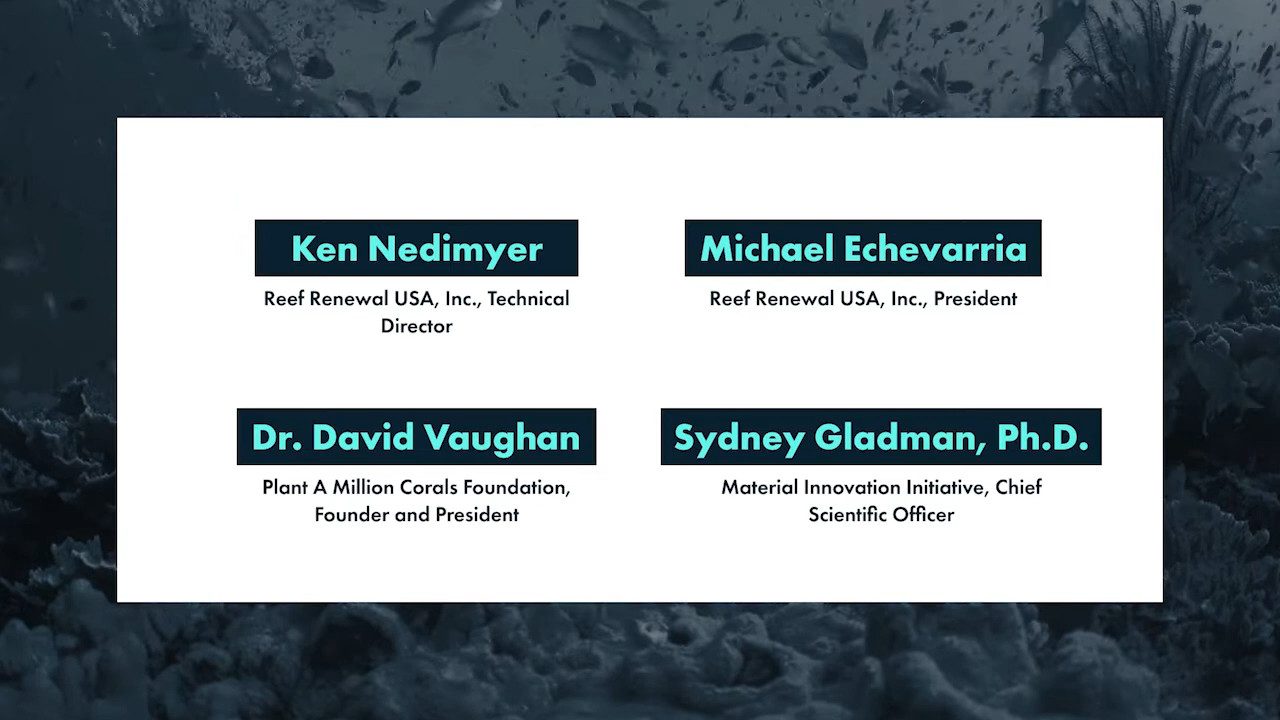 Ken Nedimyer
Reef Renewal USA, Inc., Technical
Director
Michael Echevarria
Reef Renewal USA, Inc., President
Dr. David Vaughan
Plant A Million Corals Foundation,
Founder and President
Sydney Gladman, Ph.D.
Material Innovation Initiative, Chief
Scientific Officer